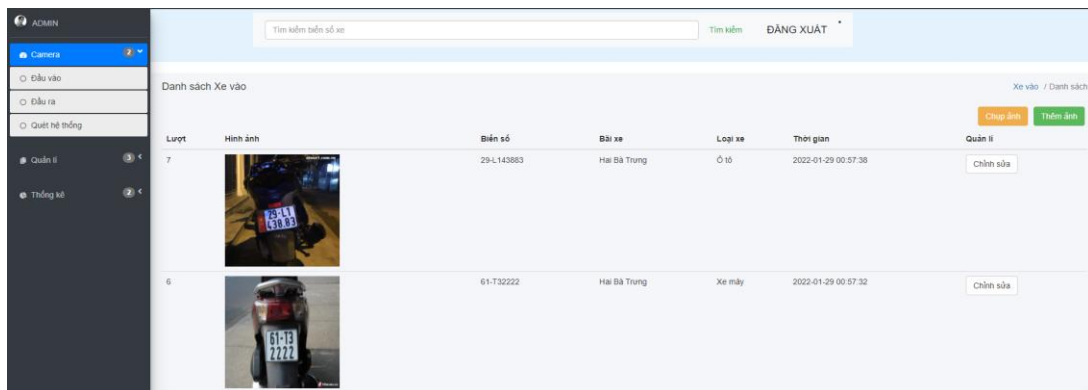 ADMIN
Tìm kiếm biển số xe
Tìm kiếm
ĐĂNG XUẤT
Camera 2
Đầu vào
Đầu ra
Quét hệ thống
Quản lí 3
Thống kê 2
Danh sách Xe vào
Xe vào / Danh sách
Chụp ảnh
Thêm ảnh
Lượt Hình ảnh Biển số Bãi xe Loại xe Thời gian Quản lí
7 29-L143883 Hai Bà Trưng Ô tô 2022-01-29 00:57:38 Chỉnh sửa
29-L1
438.83
6 61-T32222 Hai Bà Trưng Xe máy 2022-01-29 00:57:32 Chỉnh sửa
61-T3
2222